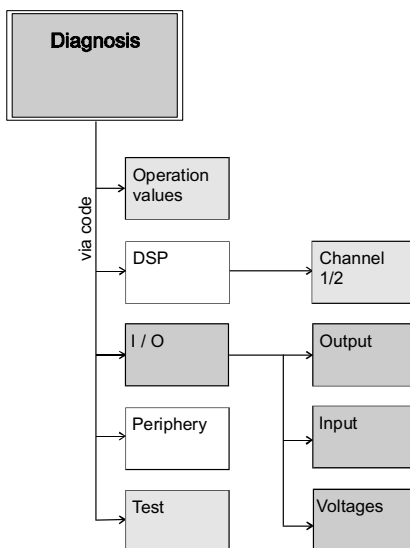 Diagnosis
via code
Operation
values
DSP
Channel
1/2
I / O
Output
Periphery
Input
Test
Voltages